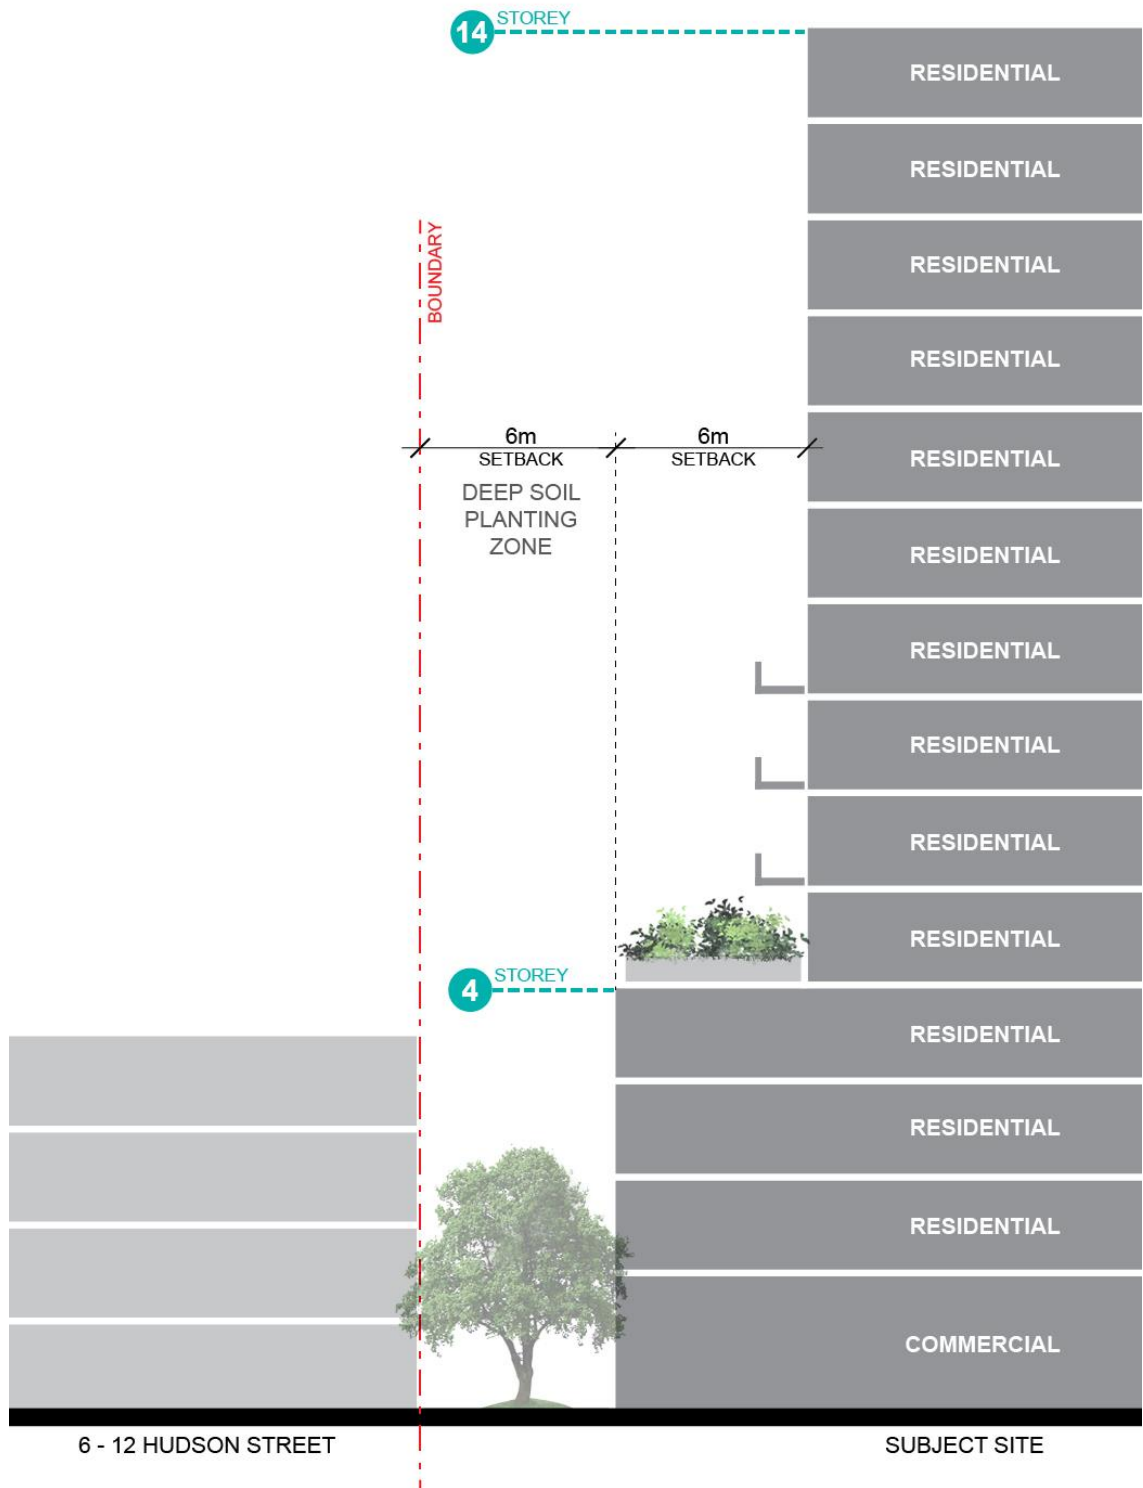 14
STOREY
RESIDENTIAL
RESIDENTIAL
BOUNDARY
RESIDENTIAL
RESIDENTIAL
6m
SETBACK
6m
SETBACK
RESIDENTIAL
DEEP SOIL
PLANTING
ZONE
RESIDENTIAL
RESIDENTIAL
RESIDENTIAL
RESIDENTIAL
RESIDENTIAL
4
STOREY
RESIDENTIAL
RESIDENTIAL
RESIDENTIAL
COMMERCIAL
6 - 12 HUDSON STREET
SUBJECT SITE